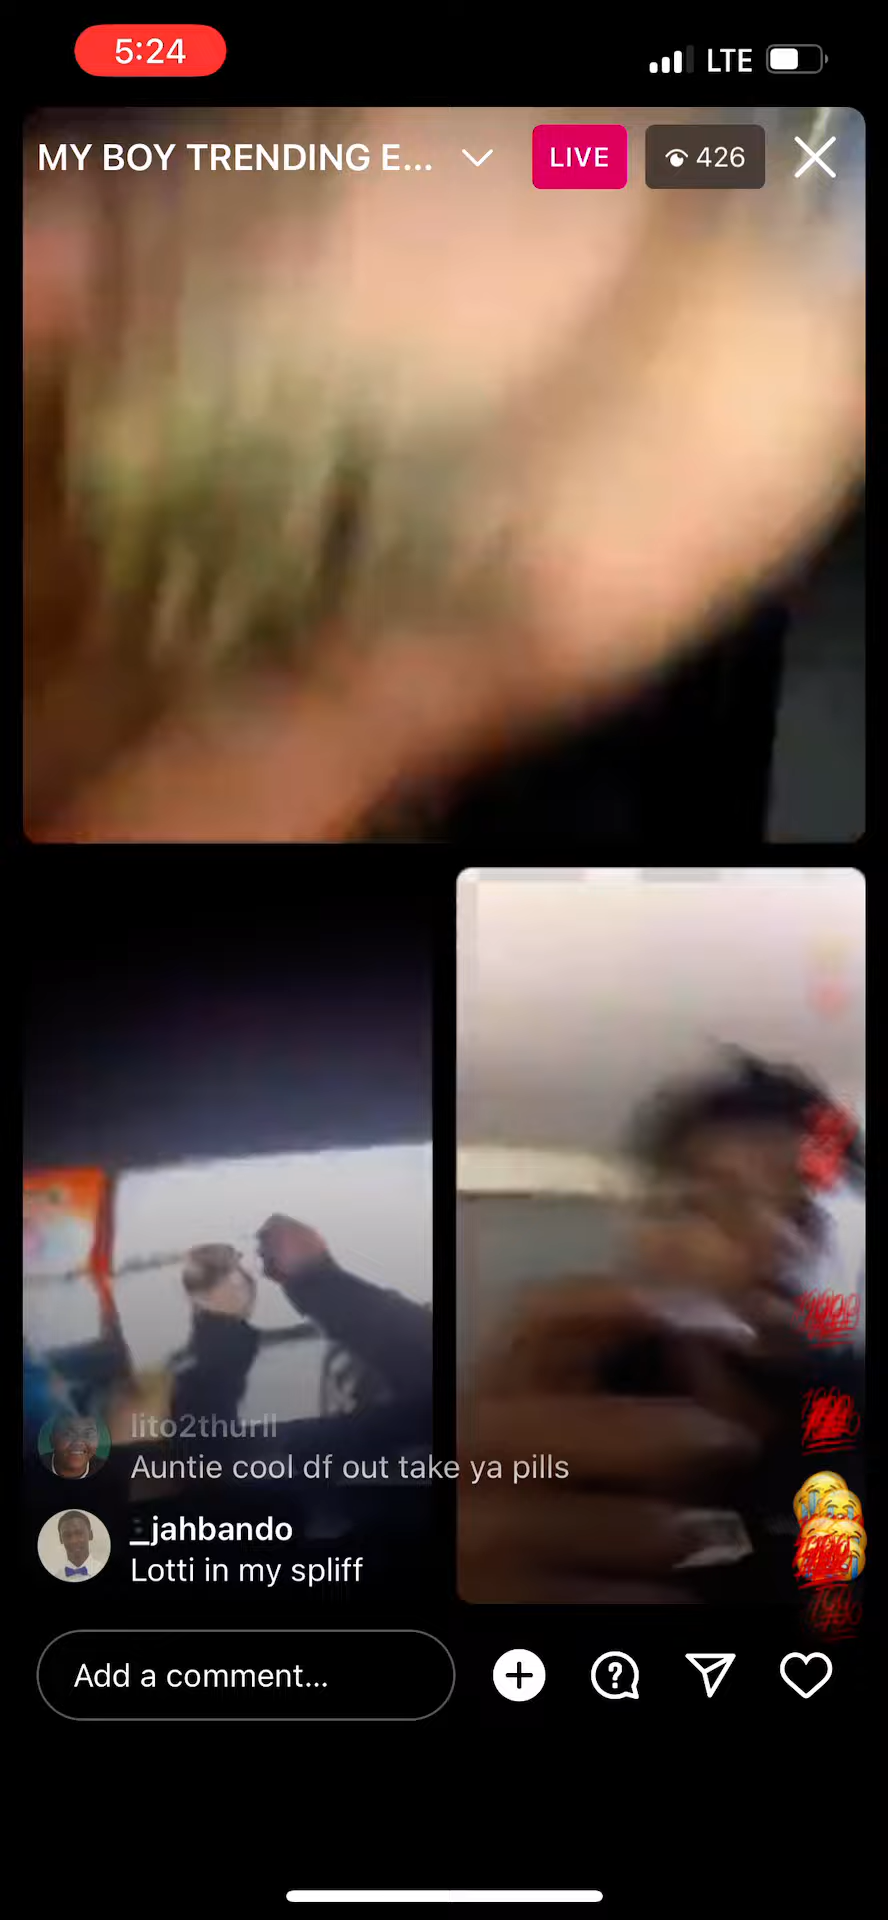 5:24
LTE
MY BOY TRENDING E...
LIVE
426
lito2thurll
Auntie cool df out take ya pills
_jahbando
Lotti in my spliff
Add a comment...